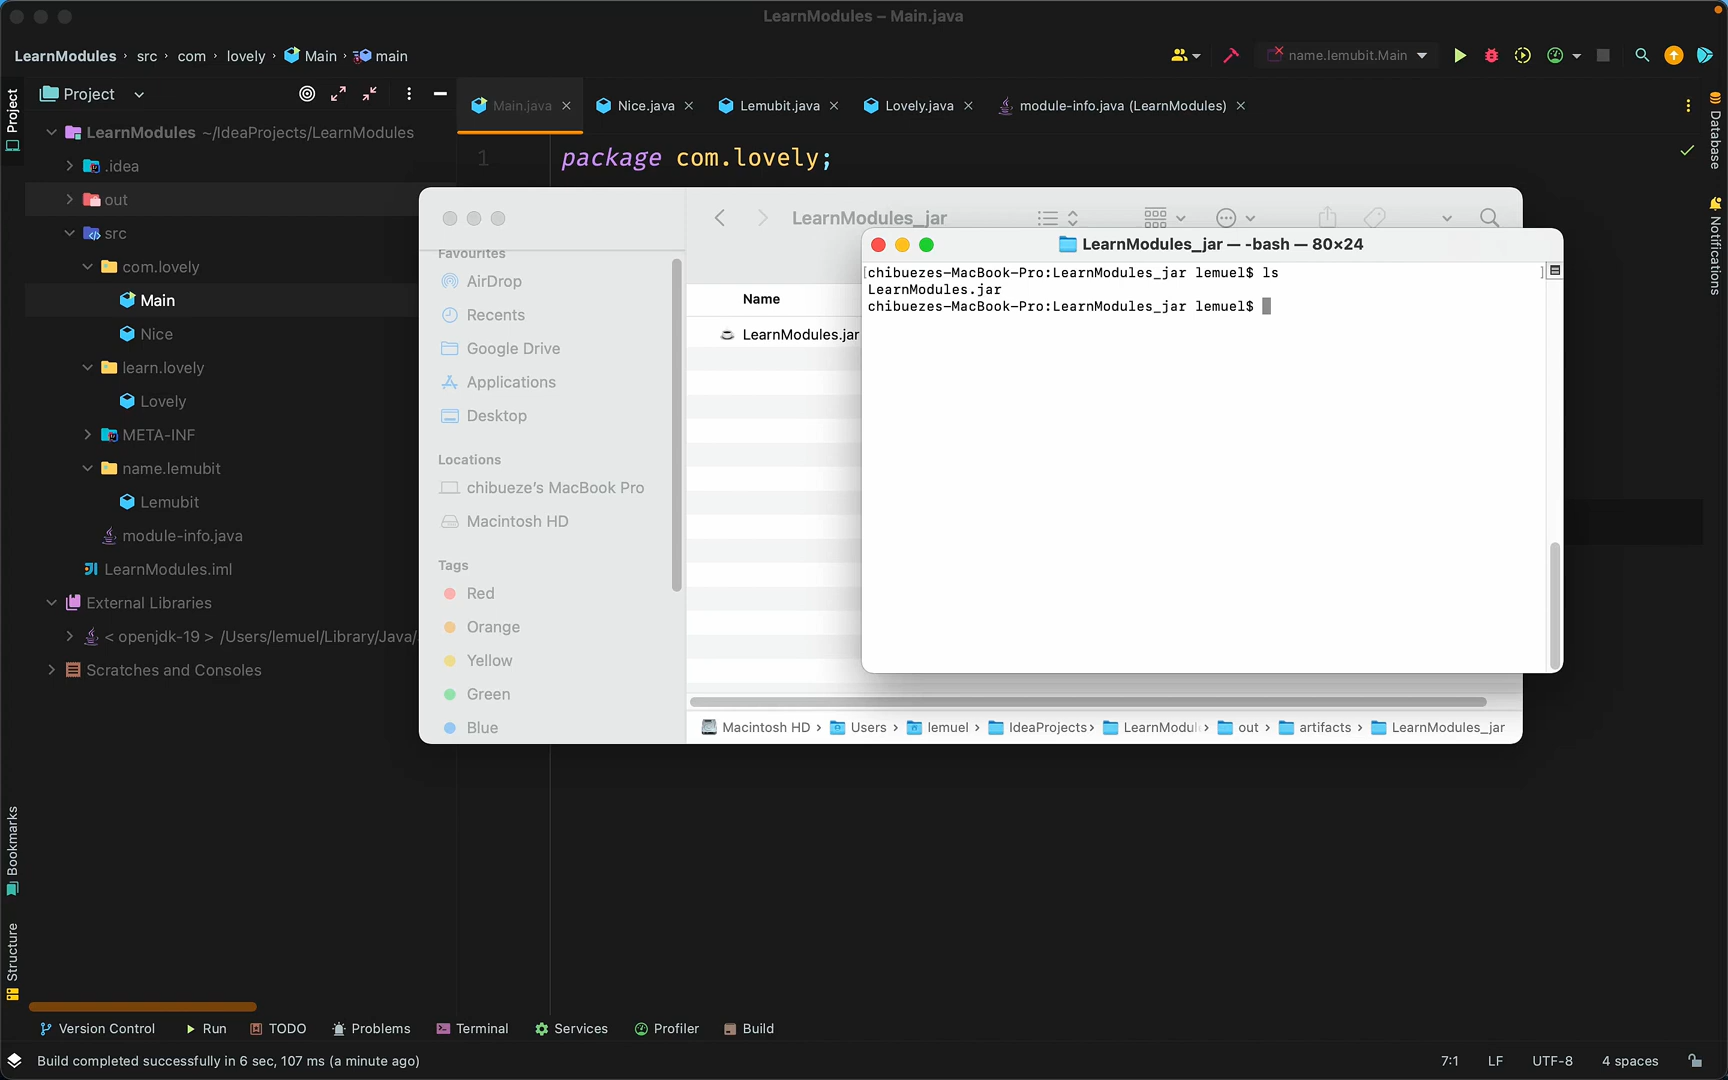 LearnModules – Main.java
LearnModules › src › com › lovely › Main › main
name.lemubit.Main
Project
Project
Main.java
Nice.java
Lemubit.java
Lovely.java
module-info.java (LearnModules)
Database
Notifications
LearnModules ~/IdeaProjects/LearnModules
.idea
out
src
com.lovely
Main
Nice
learn.lovely
Lovely
META-INF
name.lemubit
Lemubit
module-info.java
LearnModules.iml
External Libraries
< openjdk-19 > /Users/lemuel/Library/Java/
Scratches and Consoles
1 package com.lovely;
LearnModules_jar
Favourites
AirDrop
Recents
Google Drive
Applications
Desktop
Locations
chibueze’s MacBook Pro
Macintosh HD
Tags
Red
Orange
Yellow
Green
Blue
Name
LearnModules.jar
Macintosh HD › Users › lemuel › IdeaProjects › LearnModul › out › artifacts › LearnModules_jar
LearnModules_jar — -bash — 80×24
[chibuezes-MacBook-Pro:LearnModules_jar lemuel$ ls ]
LearnModules.jar
chibuezes-MacBook-Pro:LearnModules_jar lemuel$
Bookmarks
Structure
Version Control
Run
TODO
Problems
Terminal
Services
Profiler
Build
Build completed successfully in 6 sec, 107 ms (a minute ago)
7:1
LF
UTF-8
4 spaces